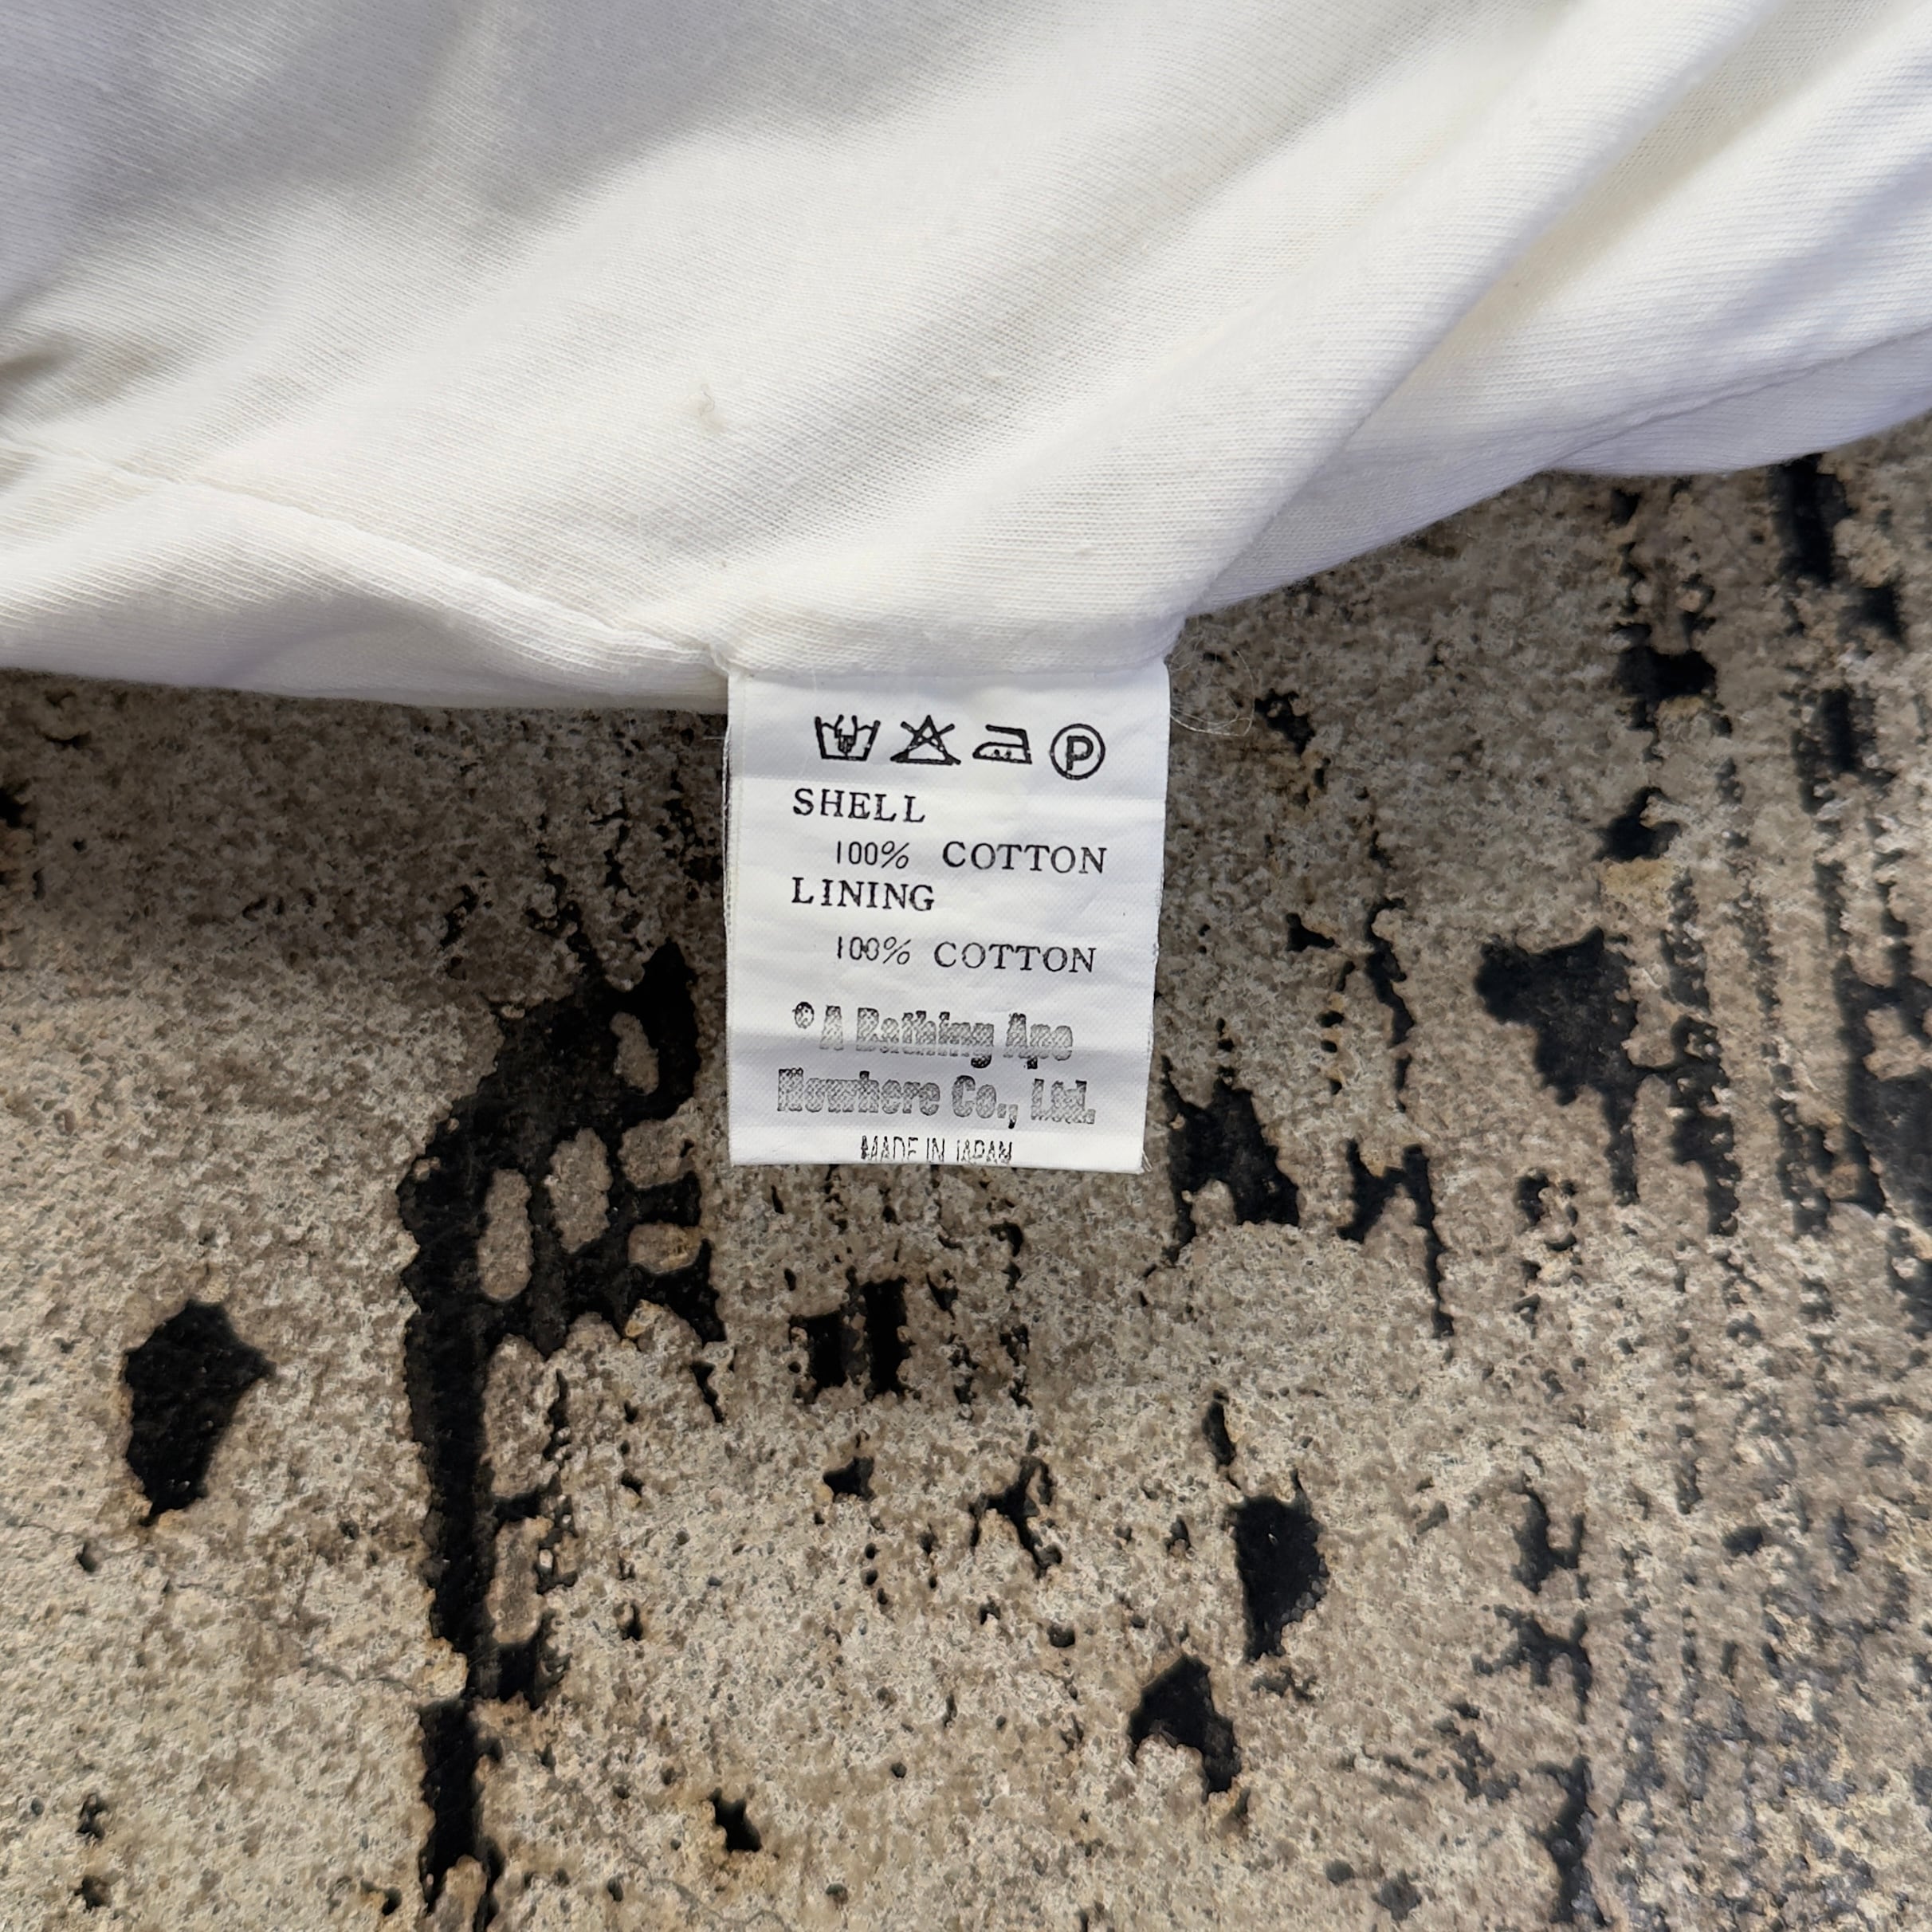 P
SHELL
100% COTTON
LINING
100% COTTON
© A Bathing Ape
Nowhere Co., Ltd.
MADE IN JAPAN